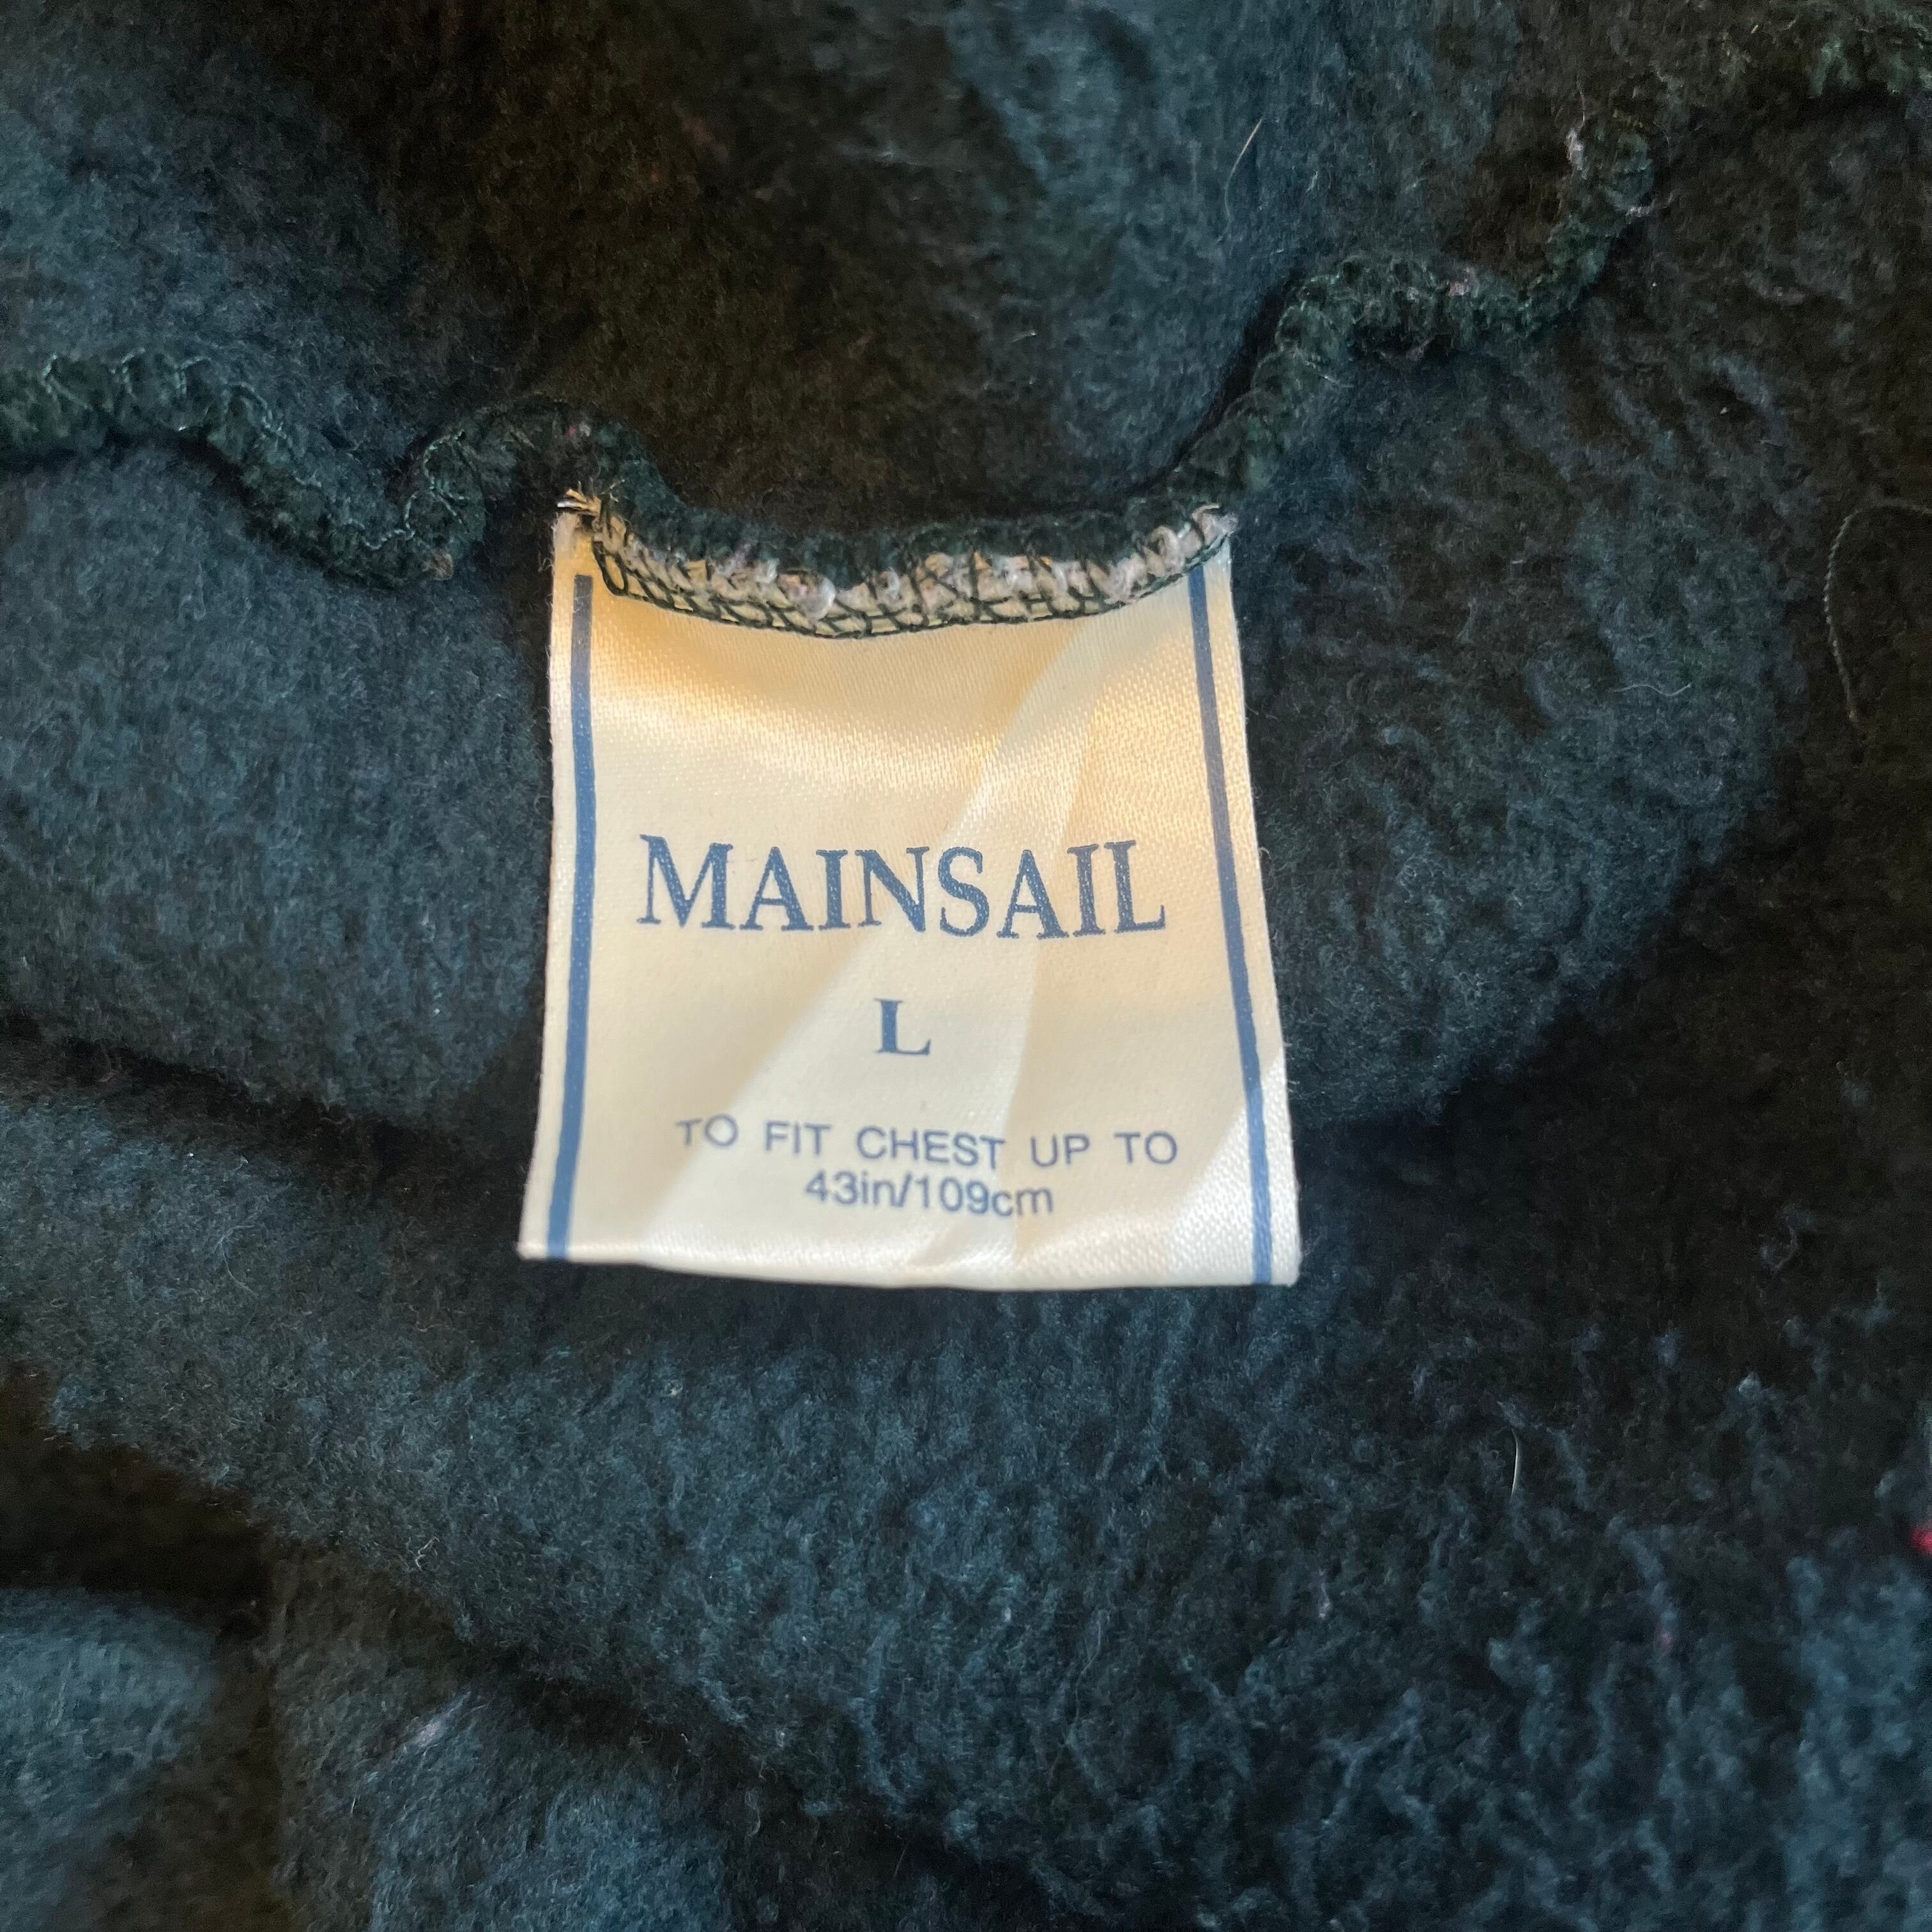 MAINSAIL
L
TO FIT CHEST UP TO
43in/109cm